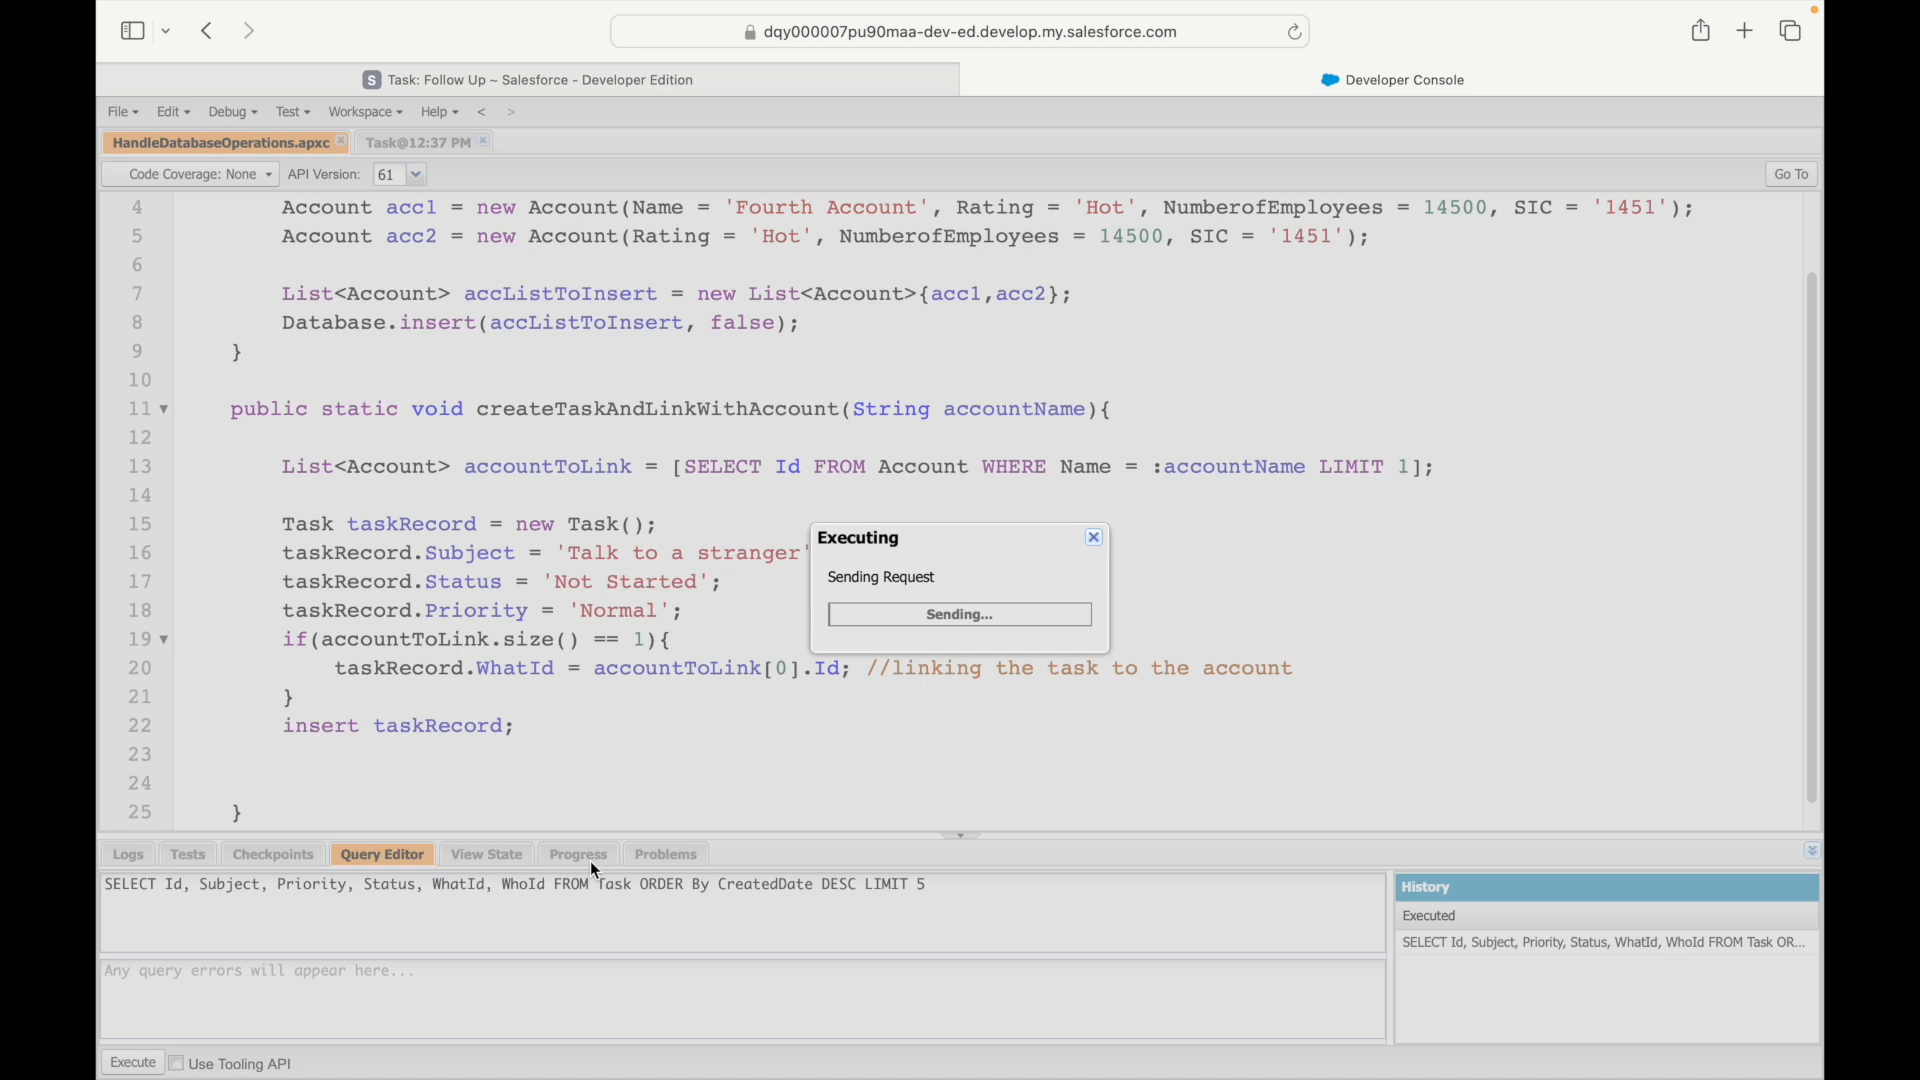 dqy000007pu90maa-dev-ed.develop.my.salesforce.com
S Task: Follow Up ~ Salesforce - Developer Edition
Developer Console
File Edit Debug Test Workspace Help < >
HandleDatabaseOperations.apxc Task@12:37 PM
Code Coverage: None API Version: 61 Go To
4 Account acc1 = new Account(Name = 'Fourth Account', Rating = 'Hot', NumberofEmployees = 14500, SIC = '1451');
5 Account acc2 = new Account(Rating = 'Hot', NumberofEmployees = 14500, SIC = '1451');
6
7 List<Account> accListToInsert = new List<Account>{acc1,acc2};
8 Database.insert(accListToInsert, false);
9 }
10
11 public static void createTaskAndLinkWithAccount(String accountName){
12
13 List<Account> accountToLink = [SELECT Id FROM Account WHERE Name = :accountName LIMIT 1];
14
15 Task taskRecord = new Task();
16 taskRecord.Subject = 'Talk to a stranger'
17 taskRecord.Status = 'Not Started';
18 taskRecord.Priority = 'Normal';
19 if(accountToLink.size() == 1){
20 taskRecord.WhatId = accountToLink[0].Id; //linking the task to the account
21 }
22 insert taskRecord;
23
24
25 }
Executing
Sending Request
Sending...
Logs Tests Checkpoints Query Editor View State Progress Problems
SELECT Id, Subject, Priority, Status, WhatId, WhoId FROM Task ORDER By CreatedDate DESC LIMIT 5
Any query errors will appear here...
History
Executed
SELECT Id, Subject, Priority, Status, WhatId, WhoId FROM Task OR...
Execute Use Tooling API